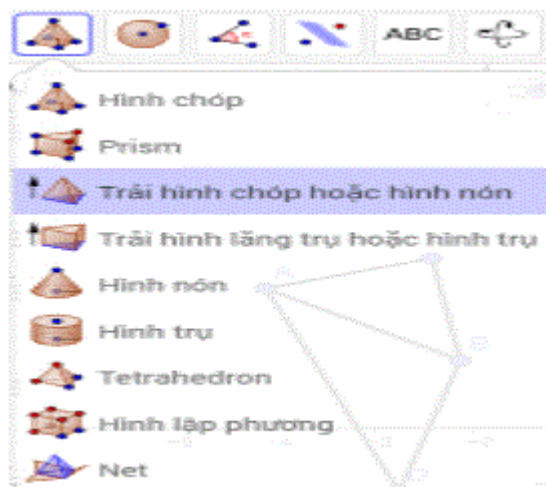 ABC
Hình chóp
Prism
Trải hình chóp hoặc hình nón
Trải hình lăng trụ hoặc hình trụ
Hình nón
Hình trụ
Tetrahedron
Hình lập phương
Net